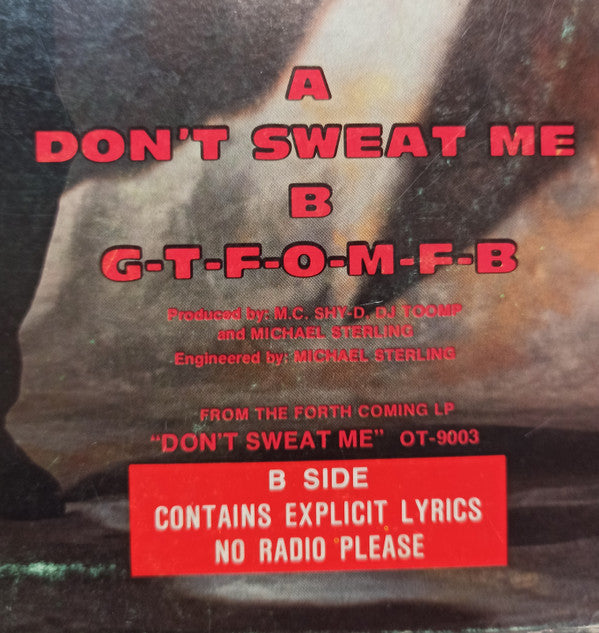 A
DON'T SWEAT ME
B
G-T-F-O-M-F-B
Produced by: M.C. SHY-D, DJ TOOMP
and MICHAEL STERLING
Engineered by: MICHAEL STERLING
FROM THE FORTH COMING LP
"DON'T SWEAT ME" OT-9003
B SIDE
CONTAINS EXPLICIT LYRICS
NO RADIO PLEASE